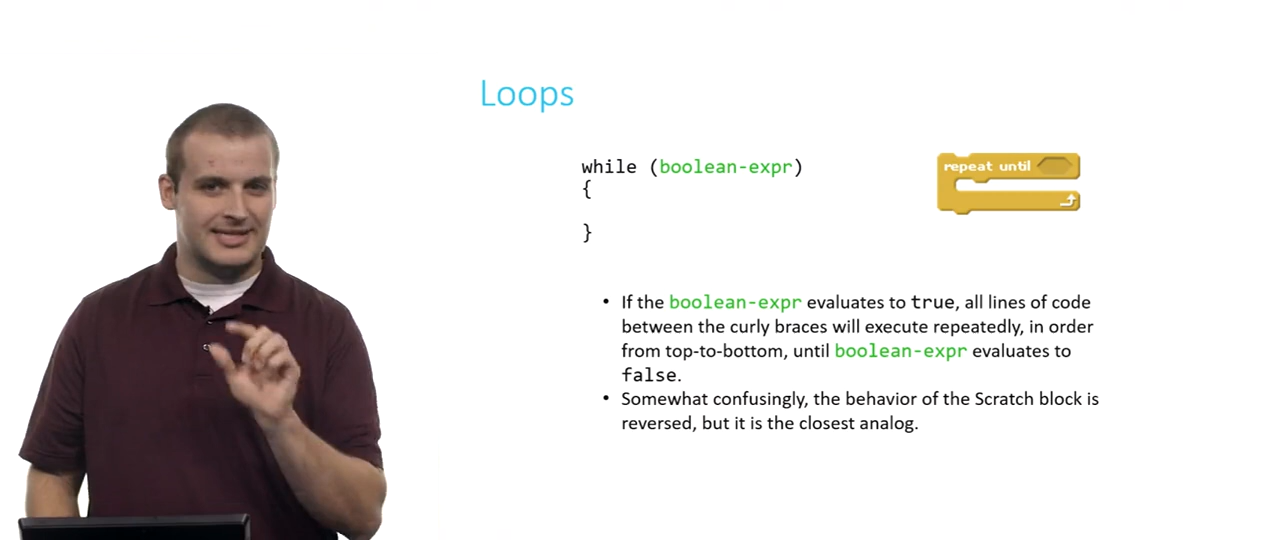 Loops
while (boolean-expr)
{
}
repeat until
• If the boolean-expr evaluates to true, all lines of code
between the curly braces will execute repeatedly, in order
from top-to-bottom, until boolean-expr evaluates to
false.
• Somewhat confusingly, the behavior of the Scratch block is
reversed, but it is the closest analog.